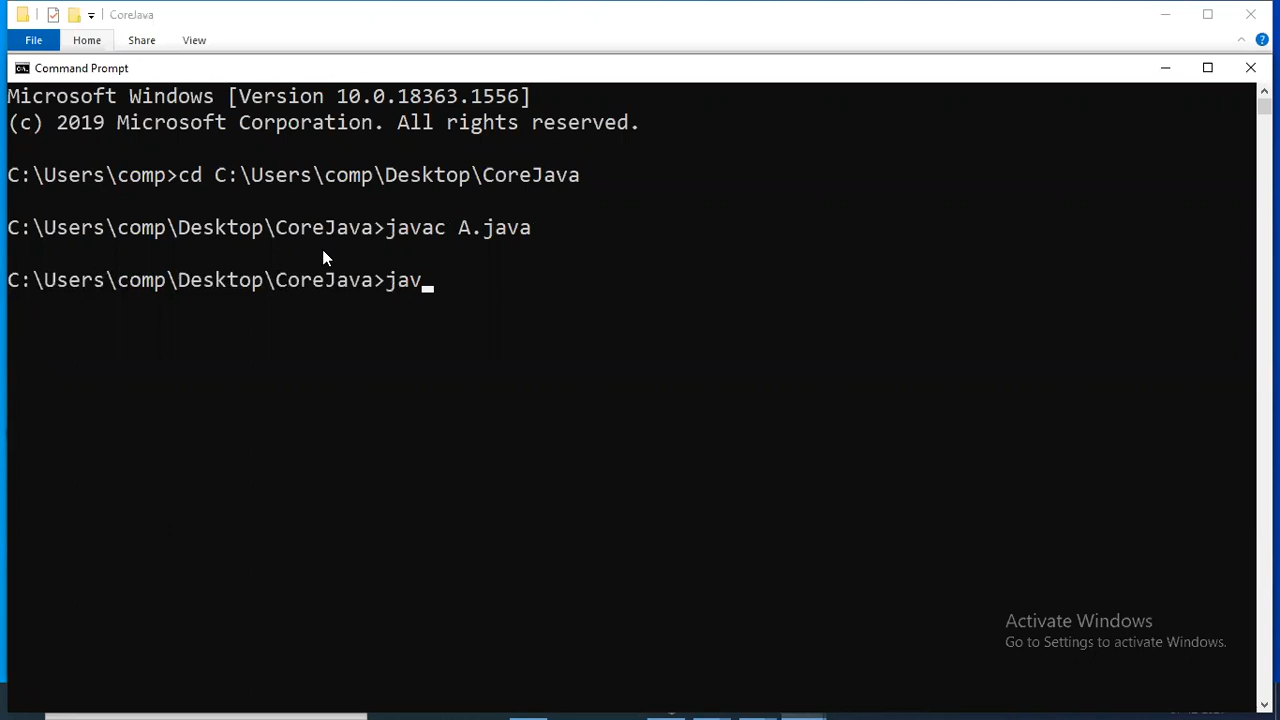 CoreJava
File Home Share View
Command Prompt
Microsoft Windows [Version 10.0.18363.1556]
(c) 2019 Microsoft Corporation. All rights reserved.
C:\Users\comp>cd C:\Users\comp\Desktop\CoreJava
C:\Users\comp\Desktop\CoreJava>javac A.java
C:\Users\comp\Desktop\CoreJava>jav_
Activate Windows
Go to Settings to activate Windows.